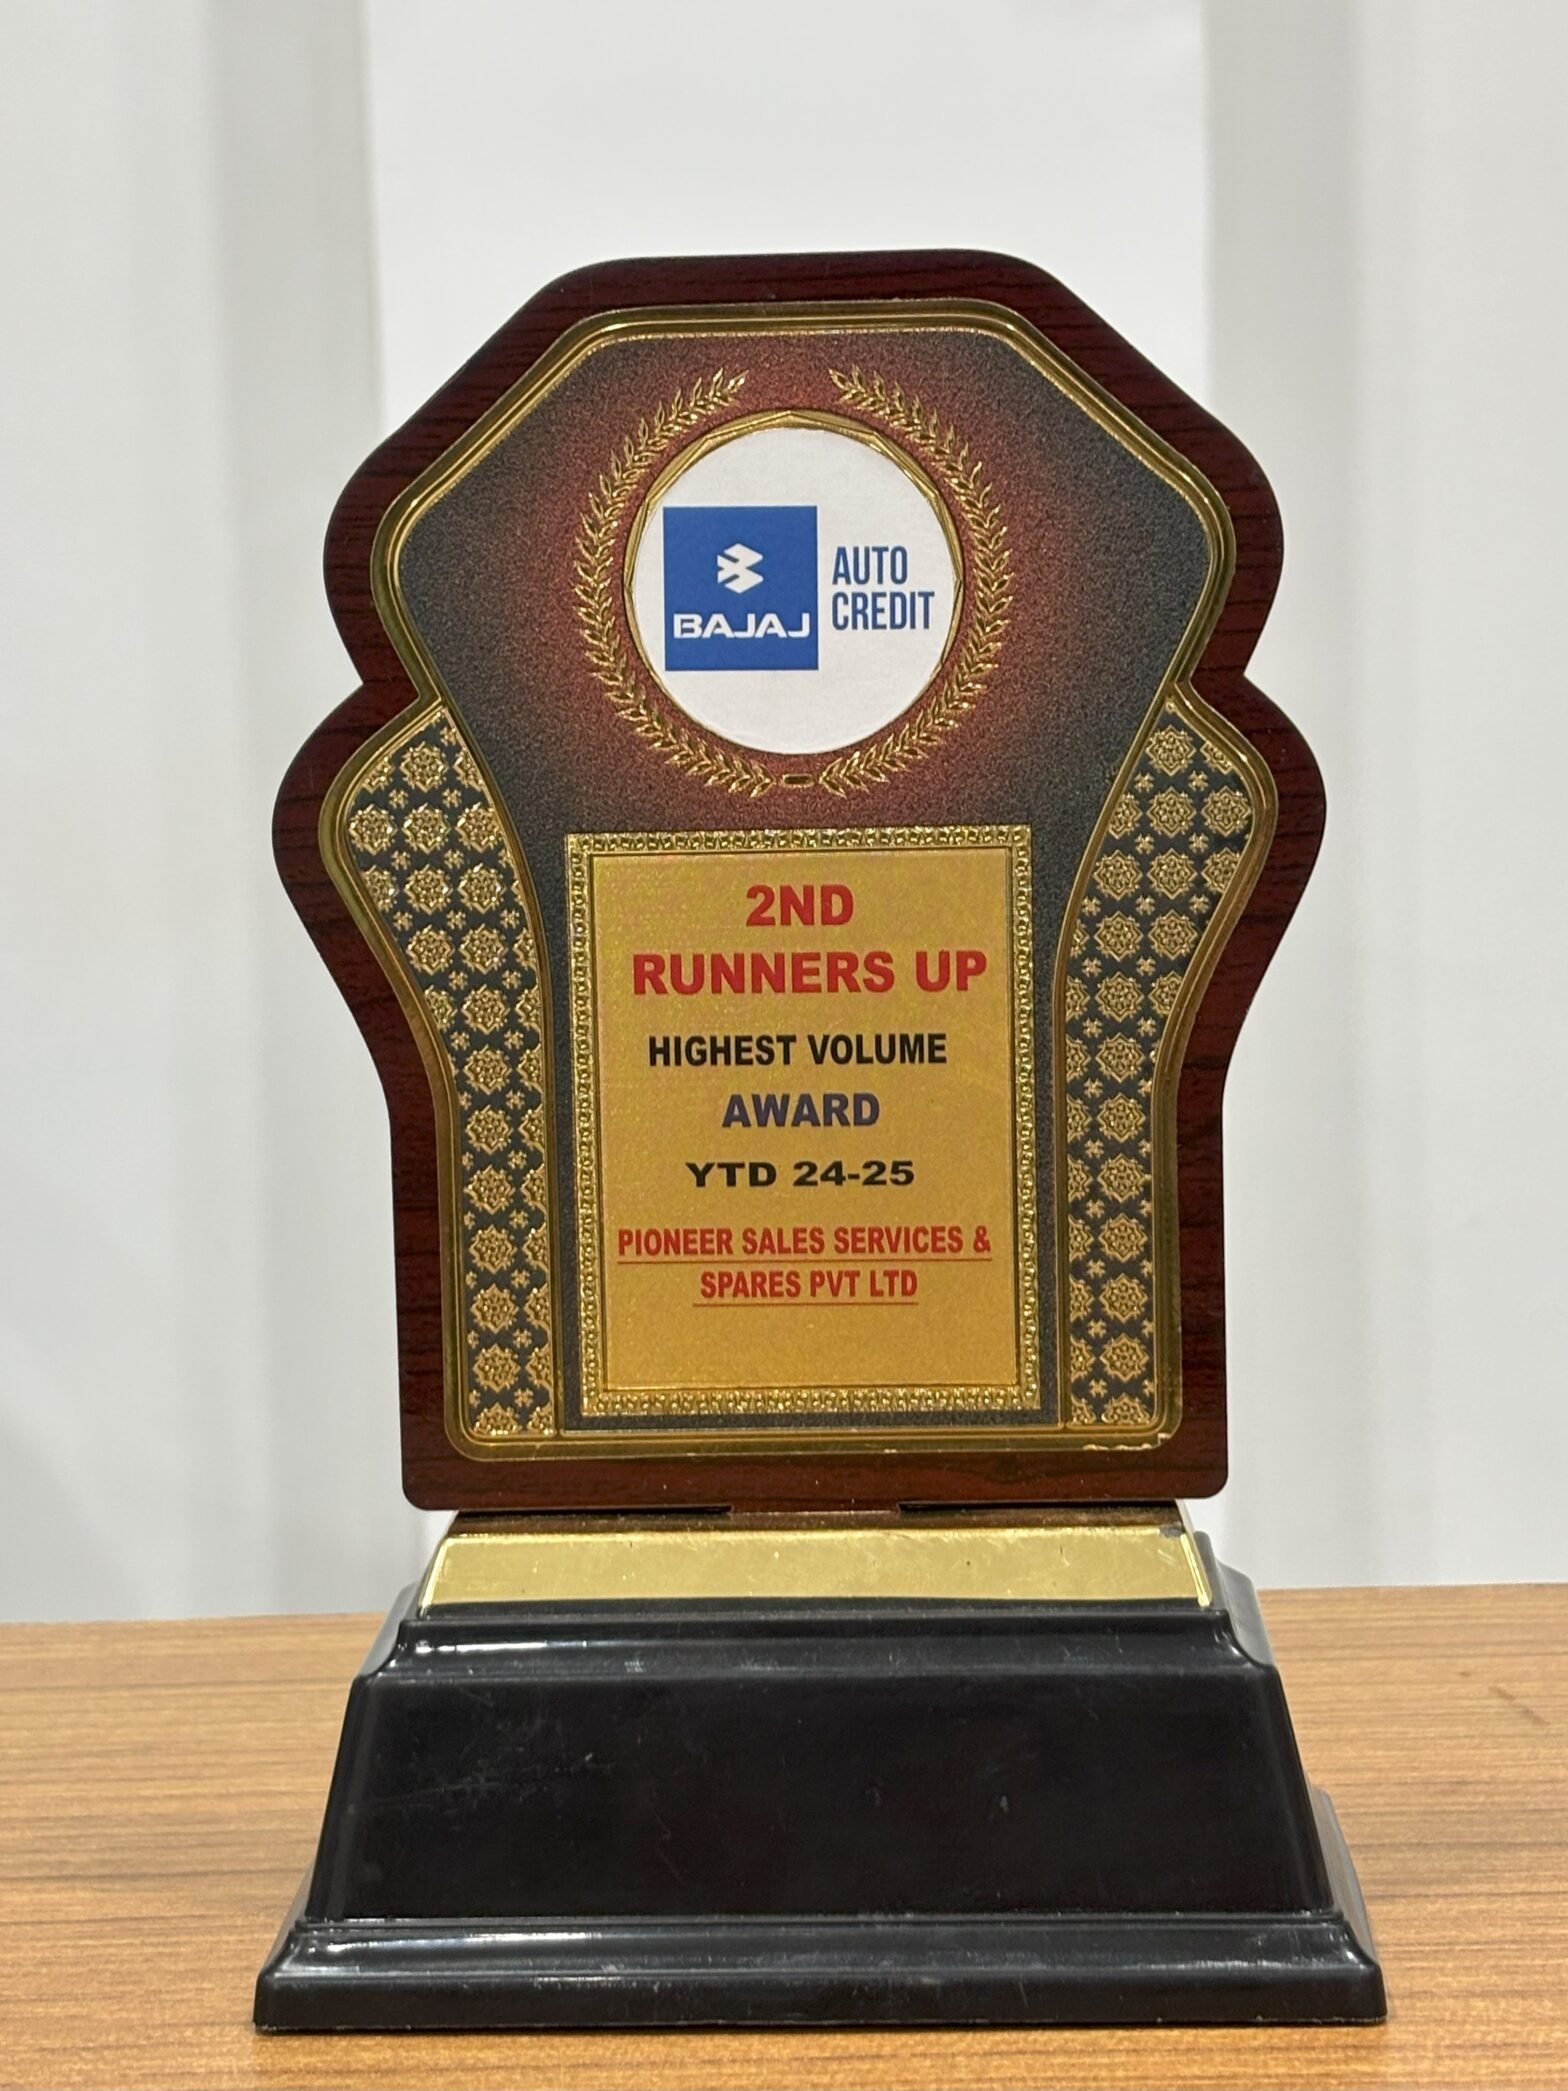 BAJAJ
AUTO
CREDIT
2ND
RUNNERS UP
HIGHEST VOLUME
AWARD
YTD 24-25
PIONEER SALES SERVICES &
SPARES PVT LTD